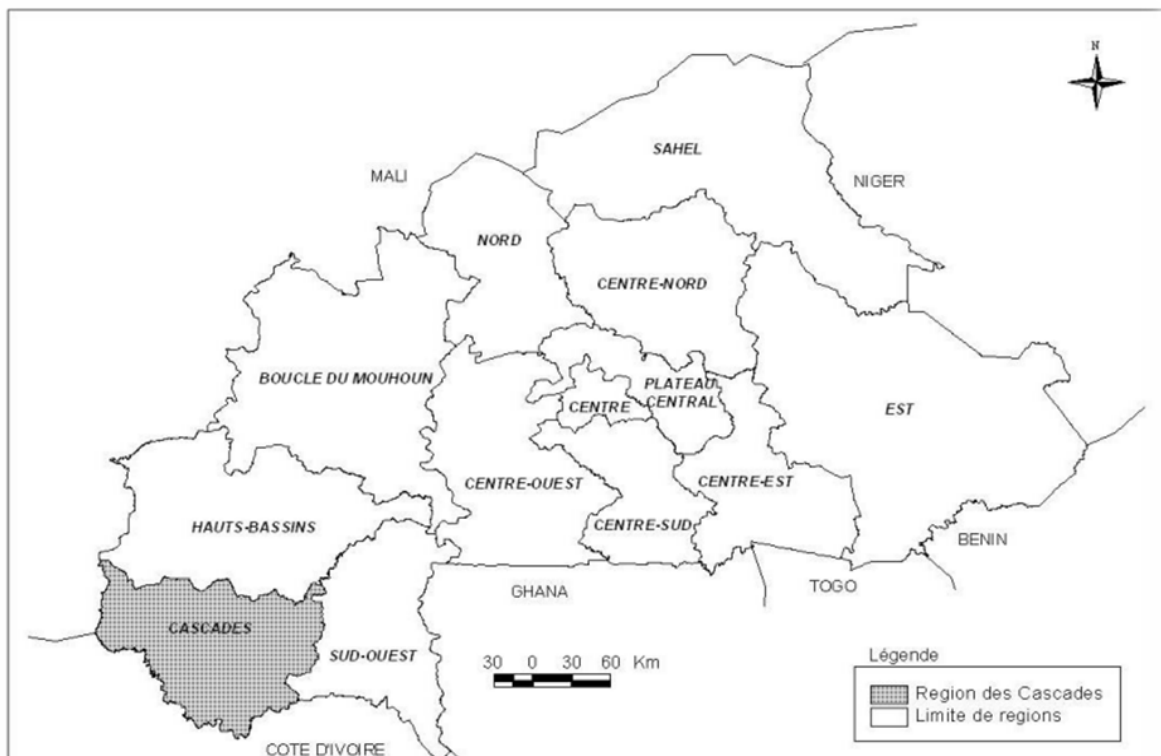 N
SAHEL
MALI
NIGER
NORD
CENTRE-NORD
BOUCLE DU MOUHOUN
PLATEAU
CENTRAL
CENTRE
EST
CENTRE-OUEST
CENTRE-EST
HAUTS-BASSINS
CENTRE-SUD
BENIN
GHANA
TOGO
CASCADES
SUD-OUEST
30 0 30 60 Km
COTE D'IVOIRE
Légende
Region des Cascades
Limite de regions